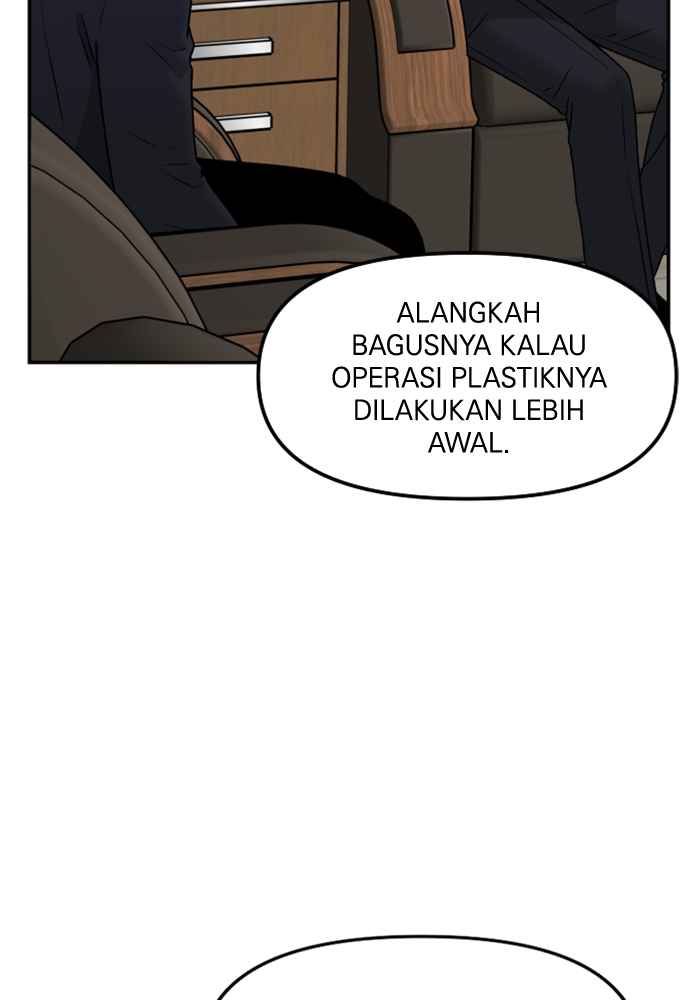 ALANGKAH
BAGUSNYA KALAU
OPERASI PLASTIKNYA
DILAKUKAN LEBIH
AWAL.